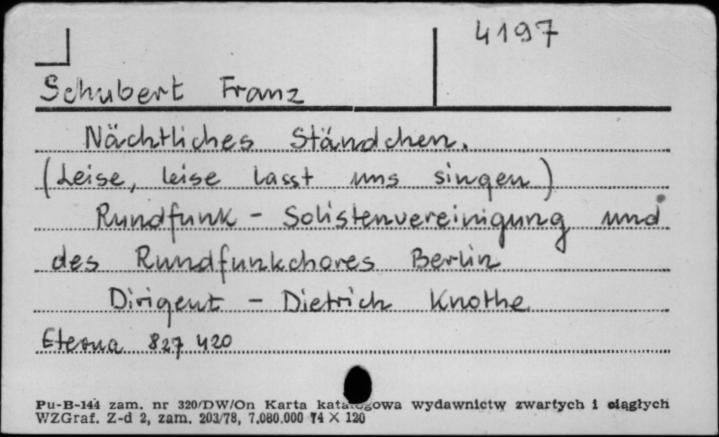 4197
Schubert Franz
Nächtliches Ständchen.
(Leise, leise lasst uns singen)
Rundfunk - Solistenvereinigung und
des Rundfunkchores Berlin
Dirigent - Dietrich Knothe
Eterna 827 420
Pu-B-144 zam. nr 320/DW/On Karta katalogowa wydawnictw zwartych i ciągłych
WZGraf. Z-d 2, zam. 203/78, 7.080.000 74 X 120